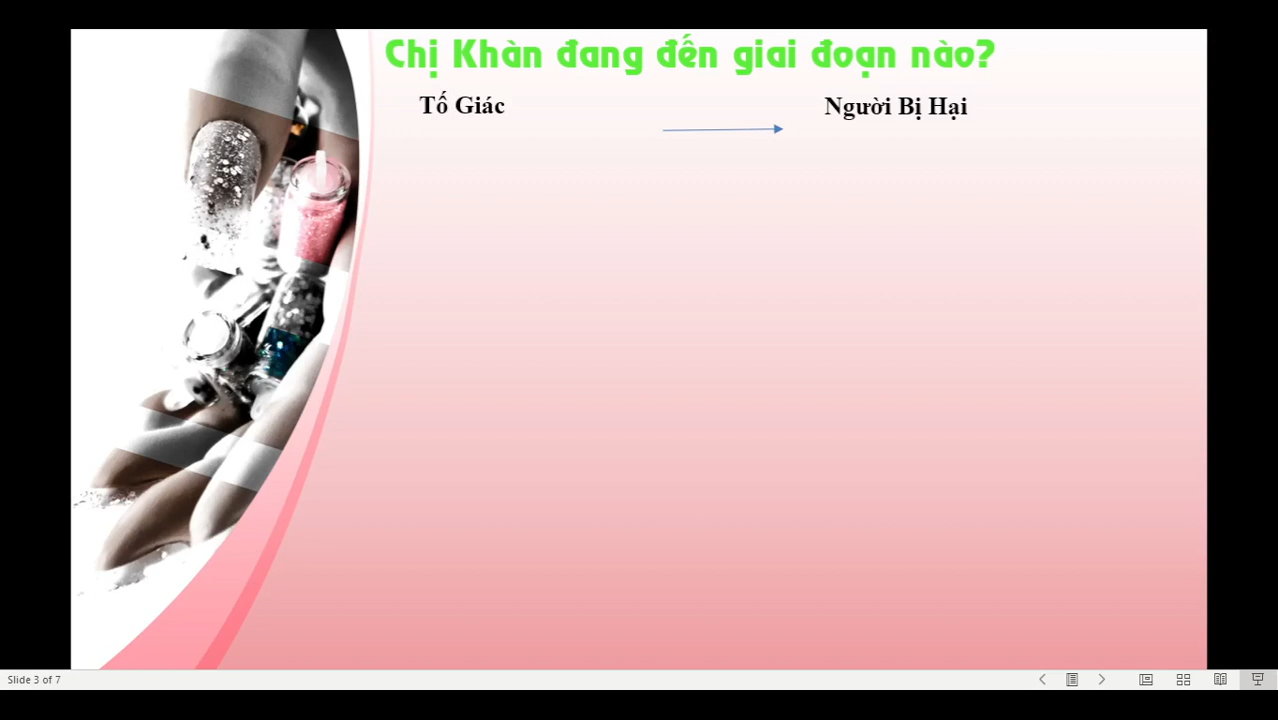 Chị Khàn đang đến giai đoạn nào?
Tố Giác
Người Bị Hại
Slide 3 of 7